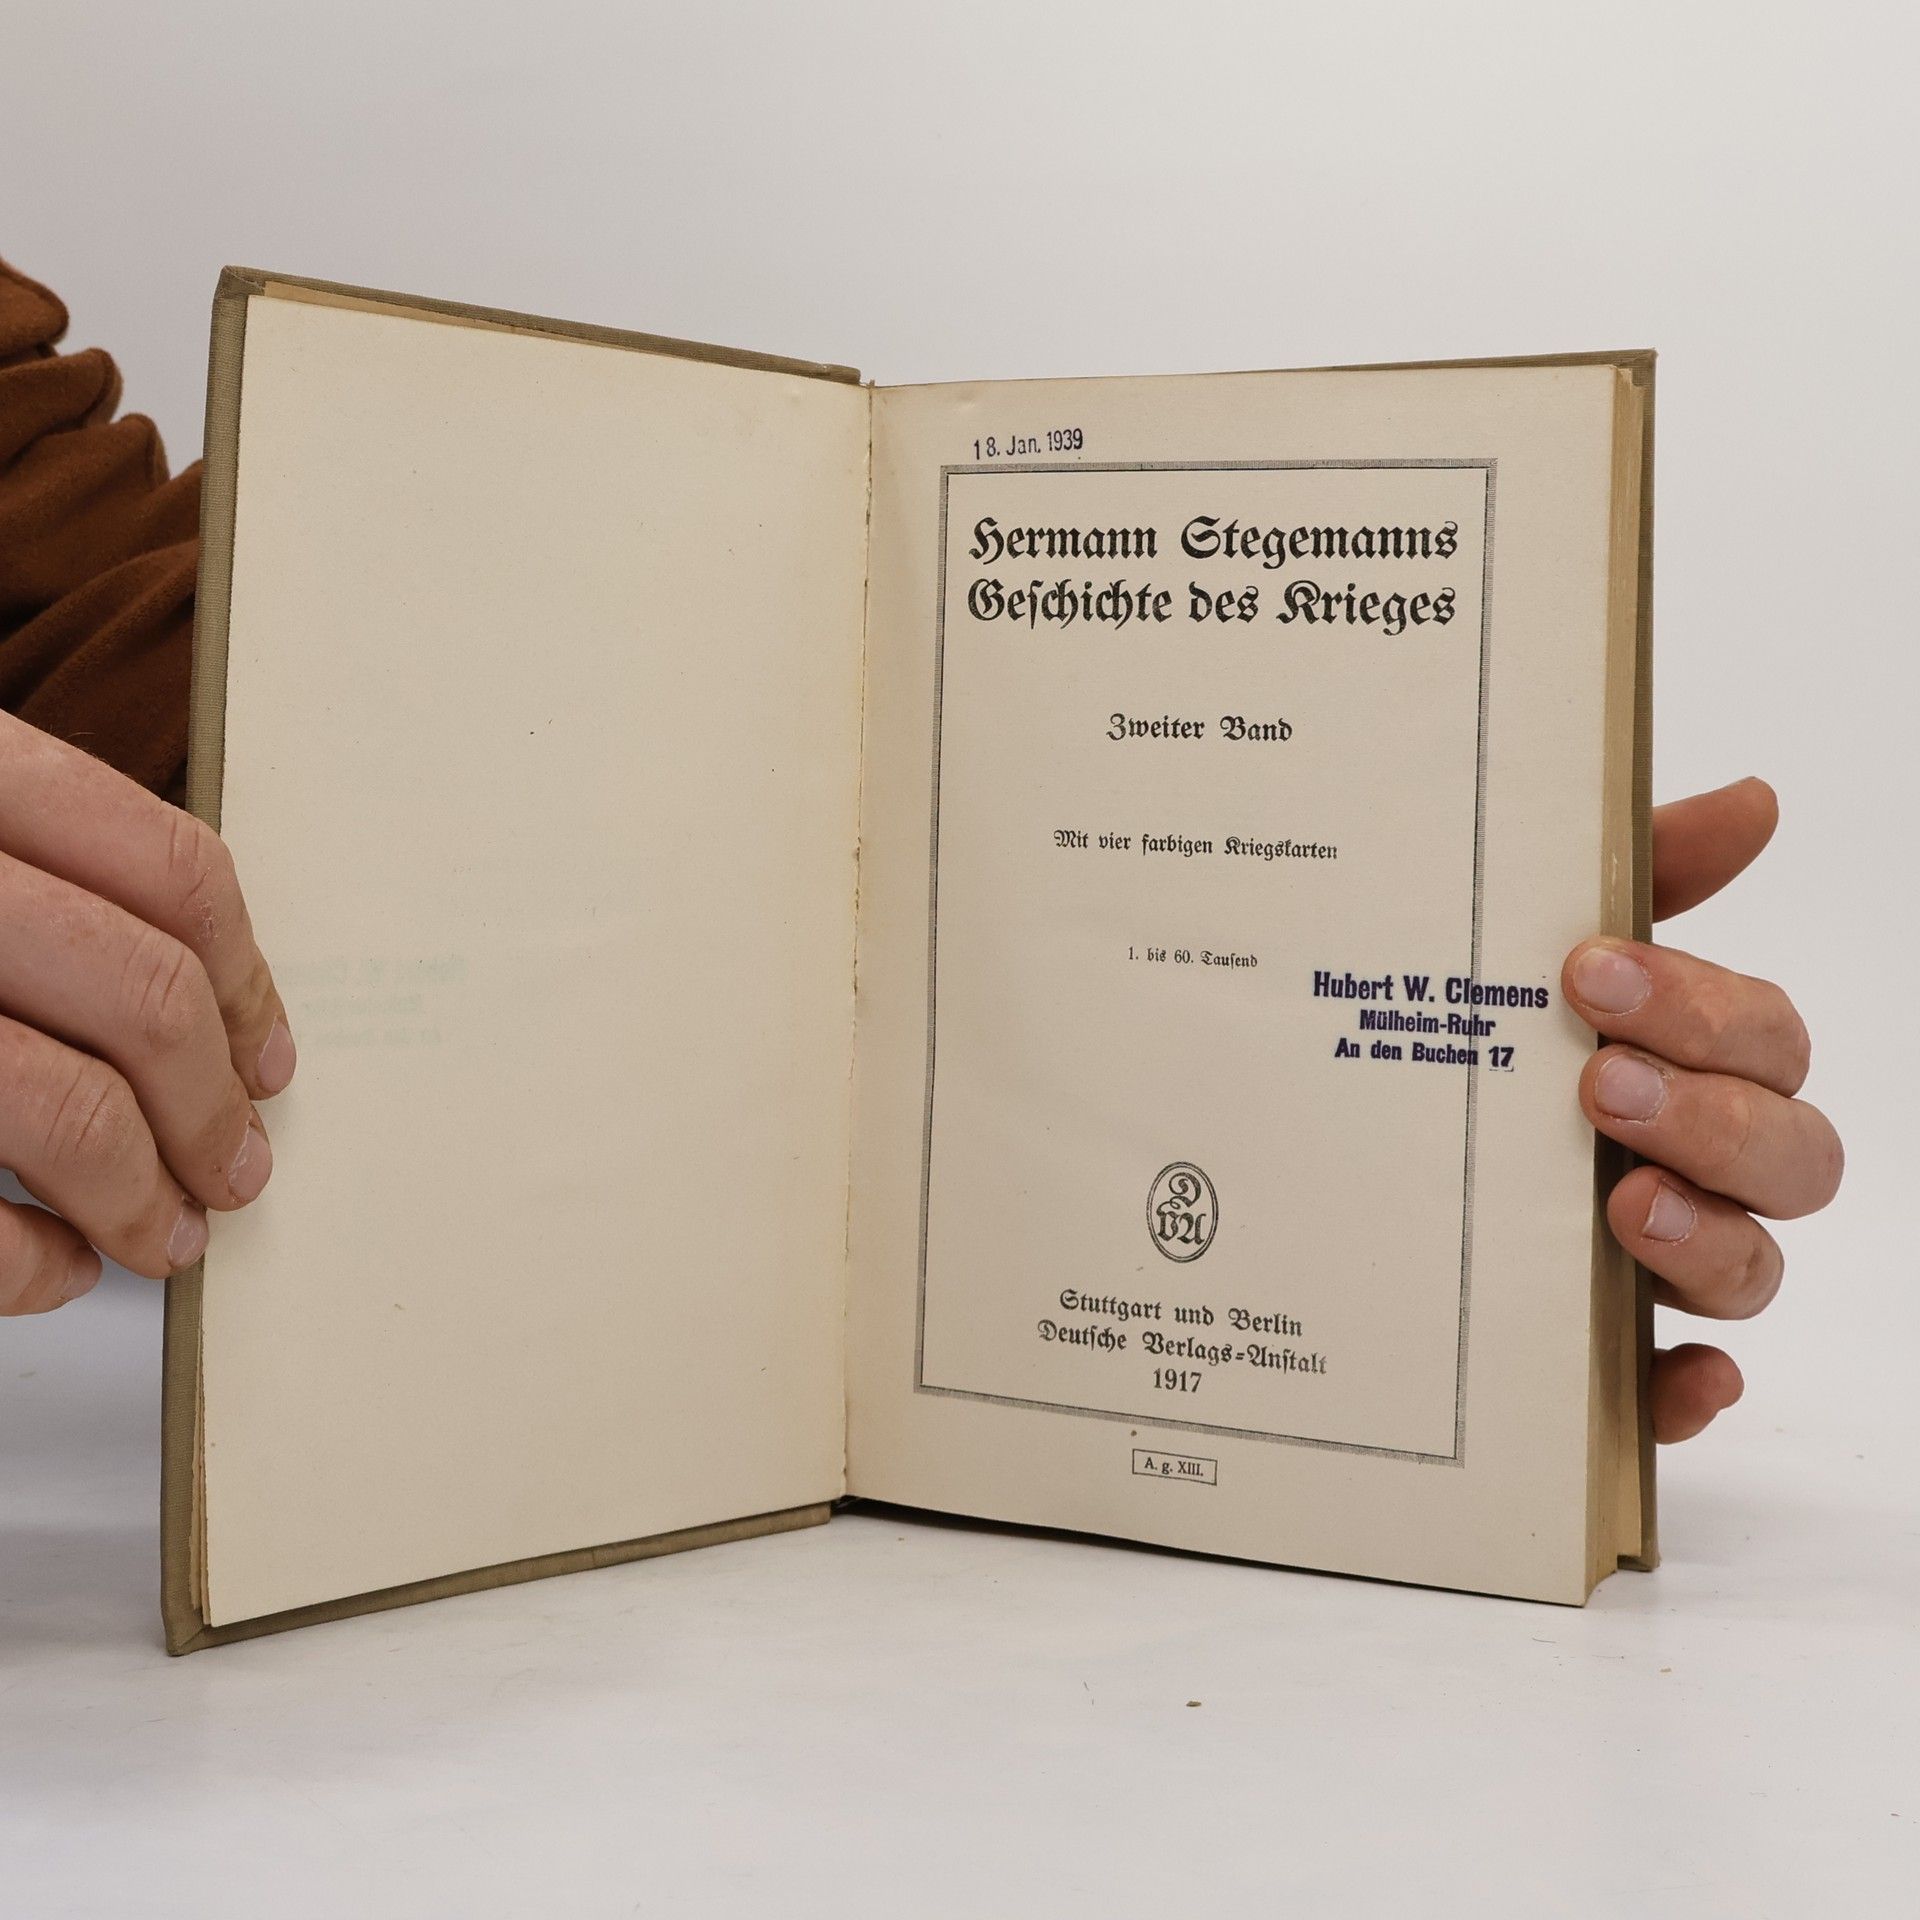 18. Jan. 1939
Hermann Stegemanns
Geſchichte des Krieges
Zweiter Band
Mit vier farbigen Kriegskarten
1. bis 60. Tauſend
Hubert W. Clemens
Mülheim-Ruhr
An den Buchen 17
D
VA
Stuttgart und Berlin
Deutſche Verlags-Anſtalt
1917
A. g. XIII.